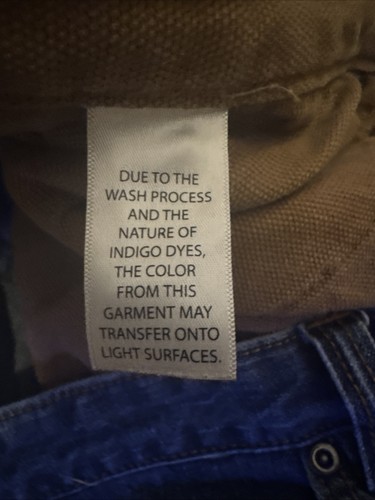 DUE TO THE
WASH PROCESS
AND THE
NATURE OF
INDIGO DYES,
THE COLOR
FROM THIS
GARMENT MAY
TRANSFER ONTO
LIGHT SURFACES.